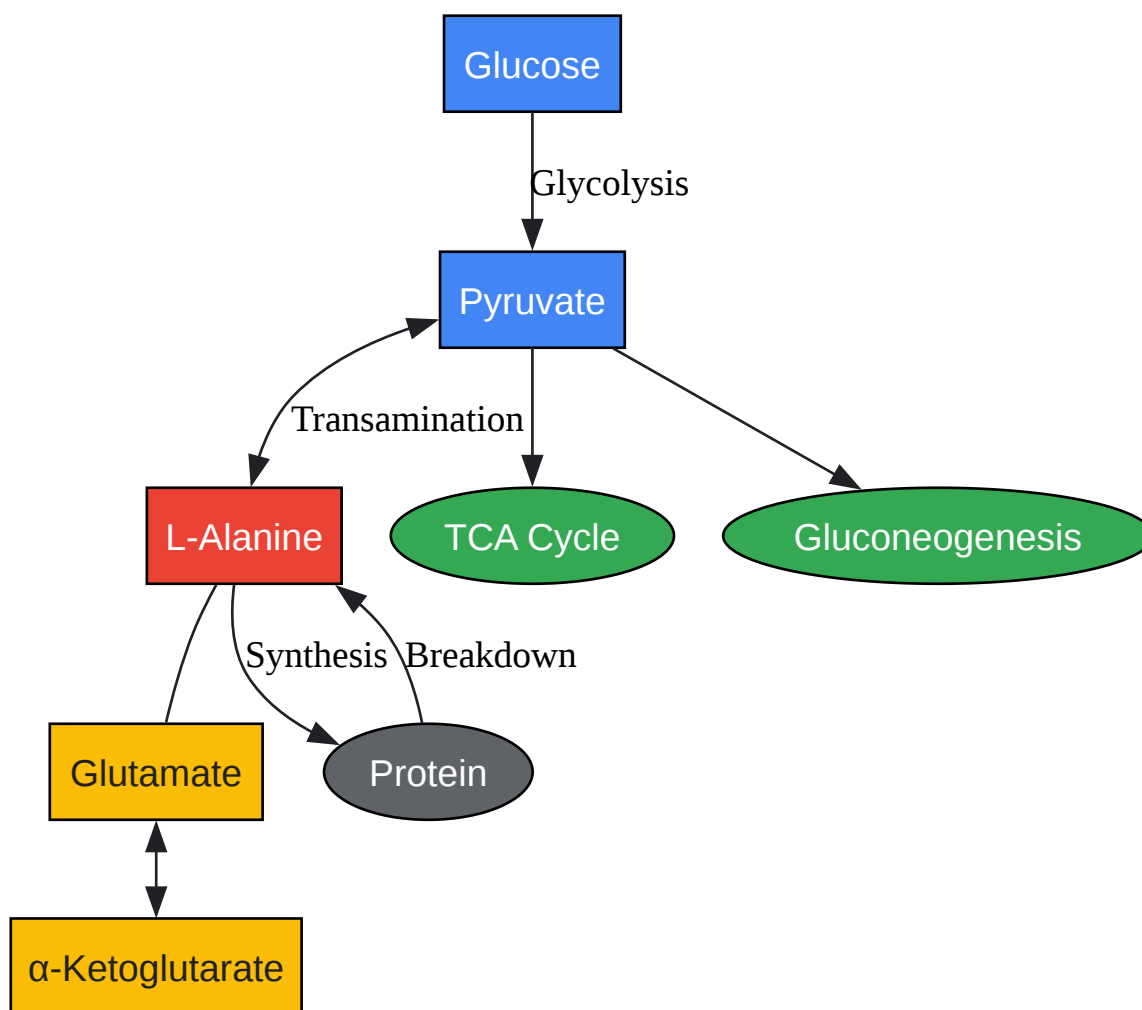 Glucose
Glycolysis
Pyruvate
Transamination
L-Alanine
TCA Cycle
Gluconeogenesis
Synthesis
Breakdown
Glutamate
Protein
α-Ketoglutarate